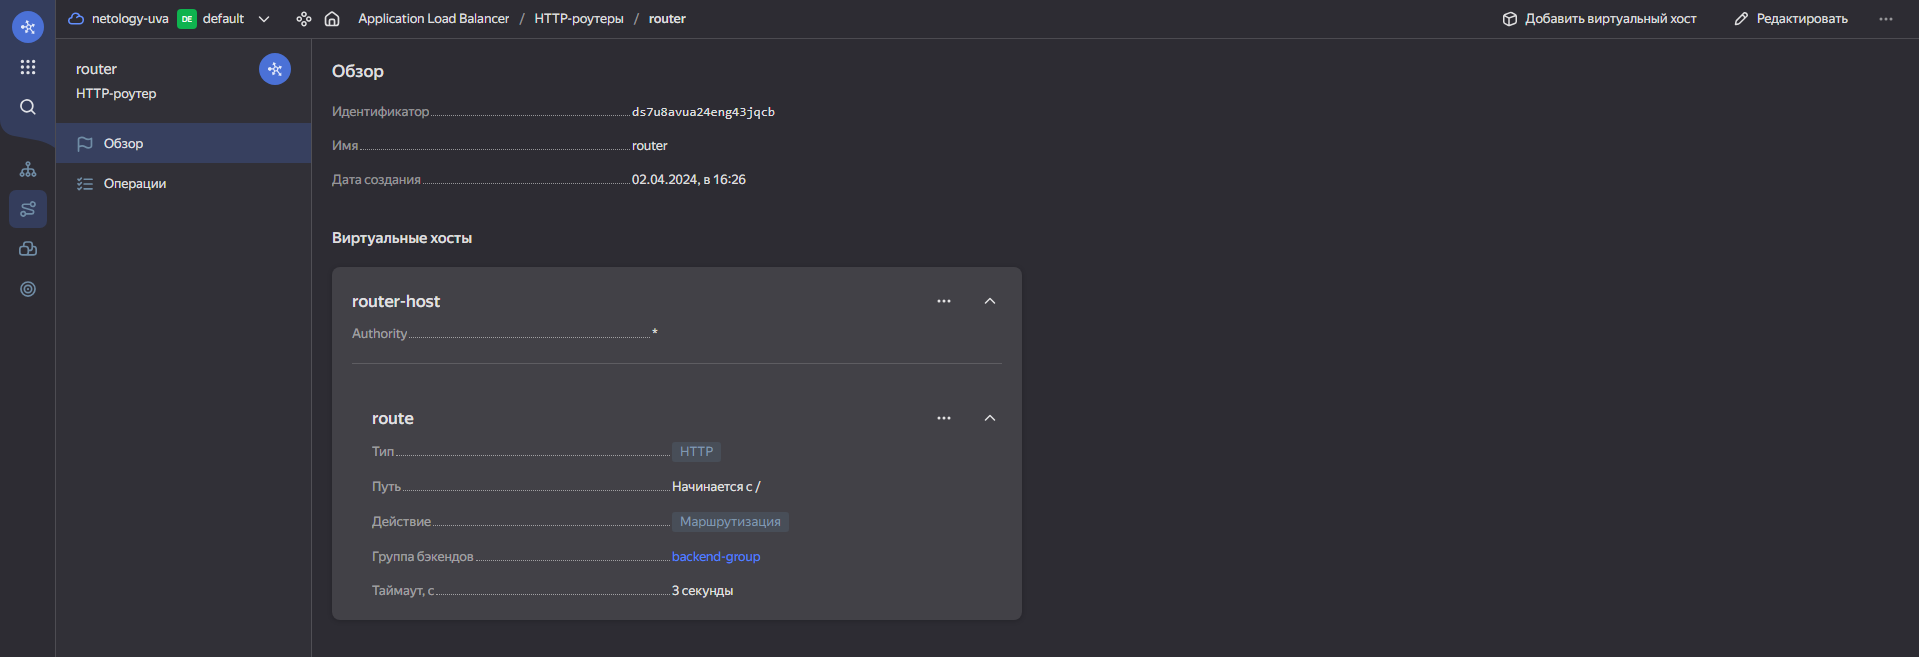 netology-uva DE default Application Load Balancer / HTTP-роутеры / router Добавить виртуальный хост Редактировать
router
HTTP-роутер
Обзор
Операции
Обзор
Идентификатор ds7u8avua24eng43jqcb
Имя router
Дата создания 02.04.2024, в 16:26
Виртуальные хосты
router-host
Authority *
route
Тип HTTP
Путь Начинается с /
Действие Маршрутизация
Группа бэкендов backend-group
Таймаут, с 3 секунды